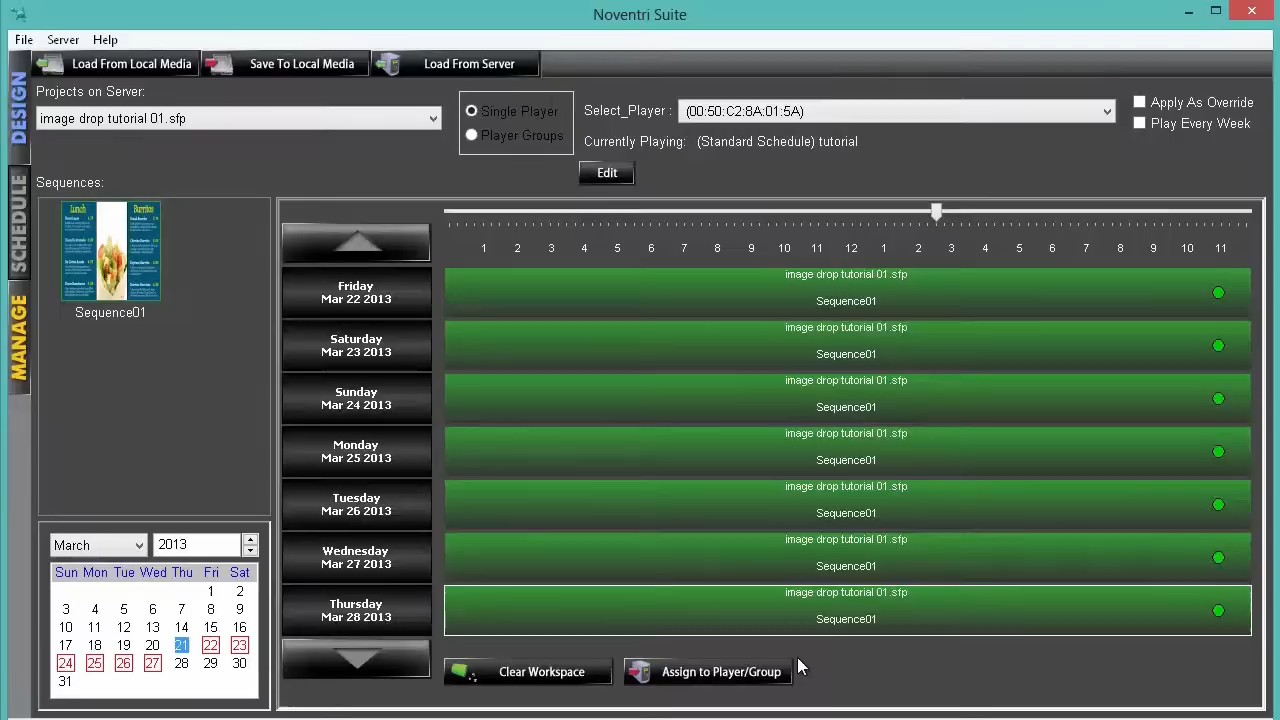 Noventri Suite
File Server Help
Load From Local Media Save To Local Media Load From Server
DESIGN
SCHEDULE
MANAGE
Projects on Server:
image drop tutorial 01.sfp
Single Player
Player Groups
Select_Player : (00:50:C2:8A:01:5A)
Currently Playing: (Standard Schedule) tutorial
Edit
Apply As Override
Play Every Week
Sequences:
Lunch Burritos
Sequence01
1 2 3 4 5 6 7 8 9 10 11 12 1 2 3 4 5 6 7 8 9 10 11
Friday
Mar 22 2013
image drop tutorial 01.sfp
Sequence01
Saturday
Mar 23 2013
image drop tutorial 01.sfp
Sequence01
Sunday
Mar 24 2013
image drop tutorial 01.sfp
Sequence01
Monday
Mar 25 2013
image drop tutorial 01.sfp
Sequence01
Tuesday
Mar 26 2013
image drop tutorial 01.sfp
Sequence01
Wednesday
Mar 27 2013
image drop tutorial 01.sfp
Sequence01
Thursday
Mar 28 2013
image drop tutorial 01.sfp
Sequence01
March 2013
Sun Mon Tue Wed Thu Fri Sat
1 2
3 4 5 6 7 8 9
10 11 12 13 14 15 16
17 18 19 20 21 22 23
24 25 26 27 28 29 30
31
Clear Workspace Assign to Player/Group